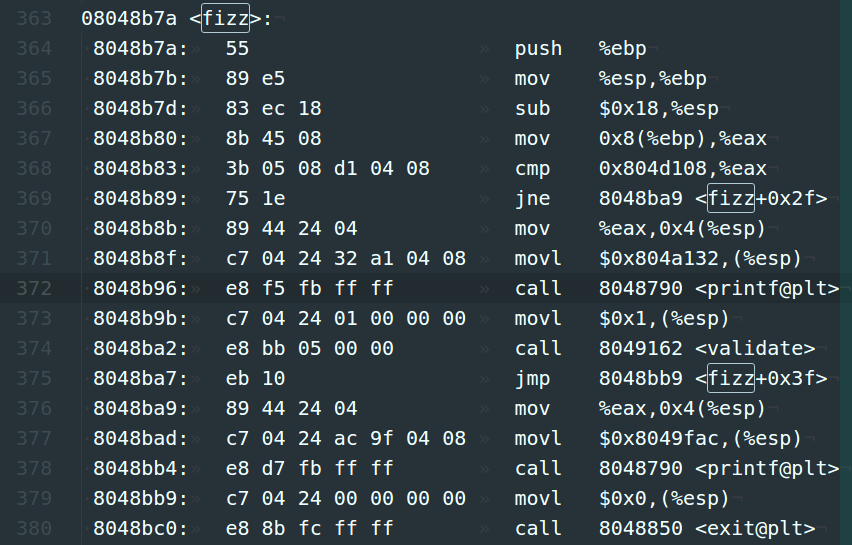 363 08048b7a <fizz>:¬
364 8048b7a:» 55 » push %ebp¬
365 8048b7b:» 89 e5 » mov %esp,%ebp¬
366 8048b7d:» 83 ec 18 » sub $0x18,%esp¬
367 8048b80:» 8b 45 08 » mov 0x8(%ebp),%eax¬
368 8048b83:» 3b 05 08 d1 04 08 » cmp 0x804d108,%eax¬
369 8048b89:» 75 1e » jne 8048ba9 <fizz+0x2f>¬
370 8048b8b:» 89 44 24 04 » mov %eax,0x4(%esp)¬
371 8048b8f:» c7 04 24 32 a1 04 08 » movl $0x804a132,(%esp)¬
372 8048b96:» e8 f5 fb ff ff » call 8048790 <printf@plt>¬
373 8048b9b:» c7 04 24 01 00 00 00 » movl $0x1,(%esp)¬
374 8048ba2:» e8 bb 05 00 00 » call 8049162 <validate>¬
375 8048ba7:» eb 10 » jmp 8048bb9 <fizz+0x3f>¬
376 8048ba9:» 89 44 24 04 » mov %eax,0x4(%esp)¬
377 8048bad:» c7 04 24 ac 9f 04 08 » movl $0x8049fac,(%esp)¬
378 8048bb4:» e8 d7 fb ff ff » call 8048790 <printf@plt>¬
379 8048bb9:» c7 04 24 00 00 00 00 » movl $0x0,(%esp)¬
380 8048bc0:» e8 8b fc ff ff » call 8048850 <exit@plt>¬